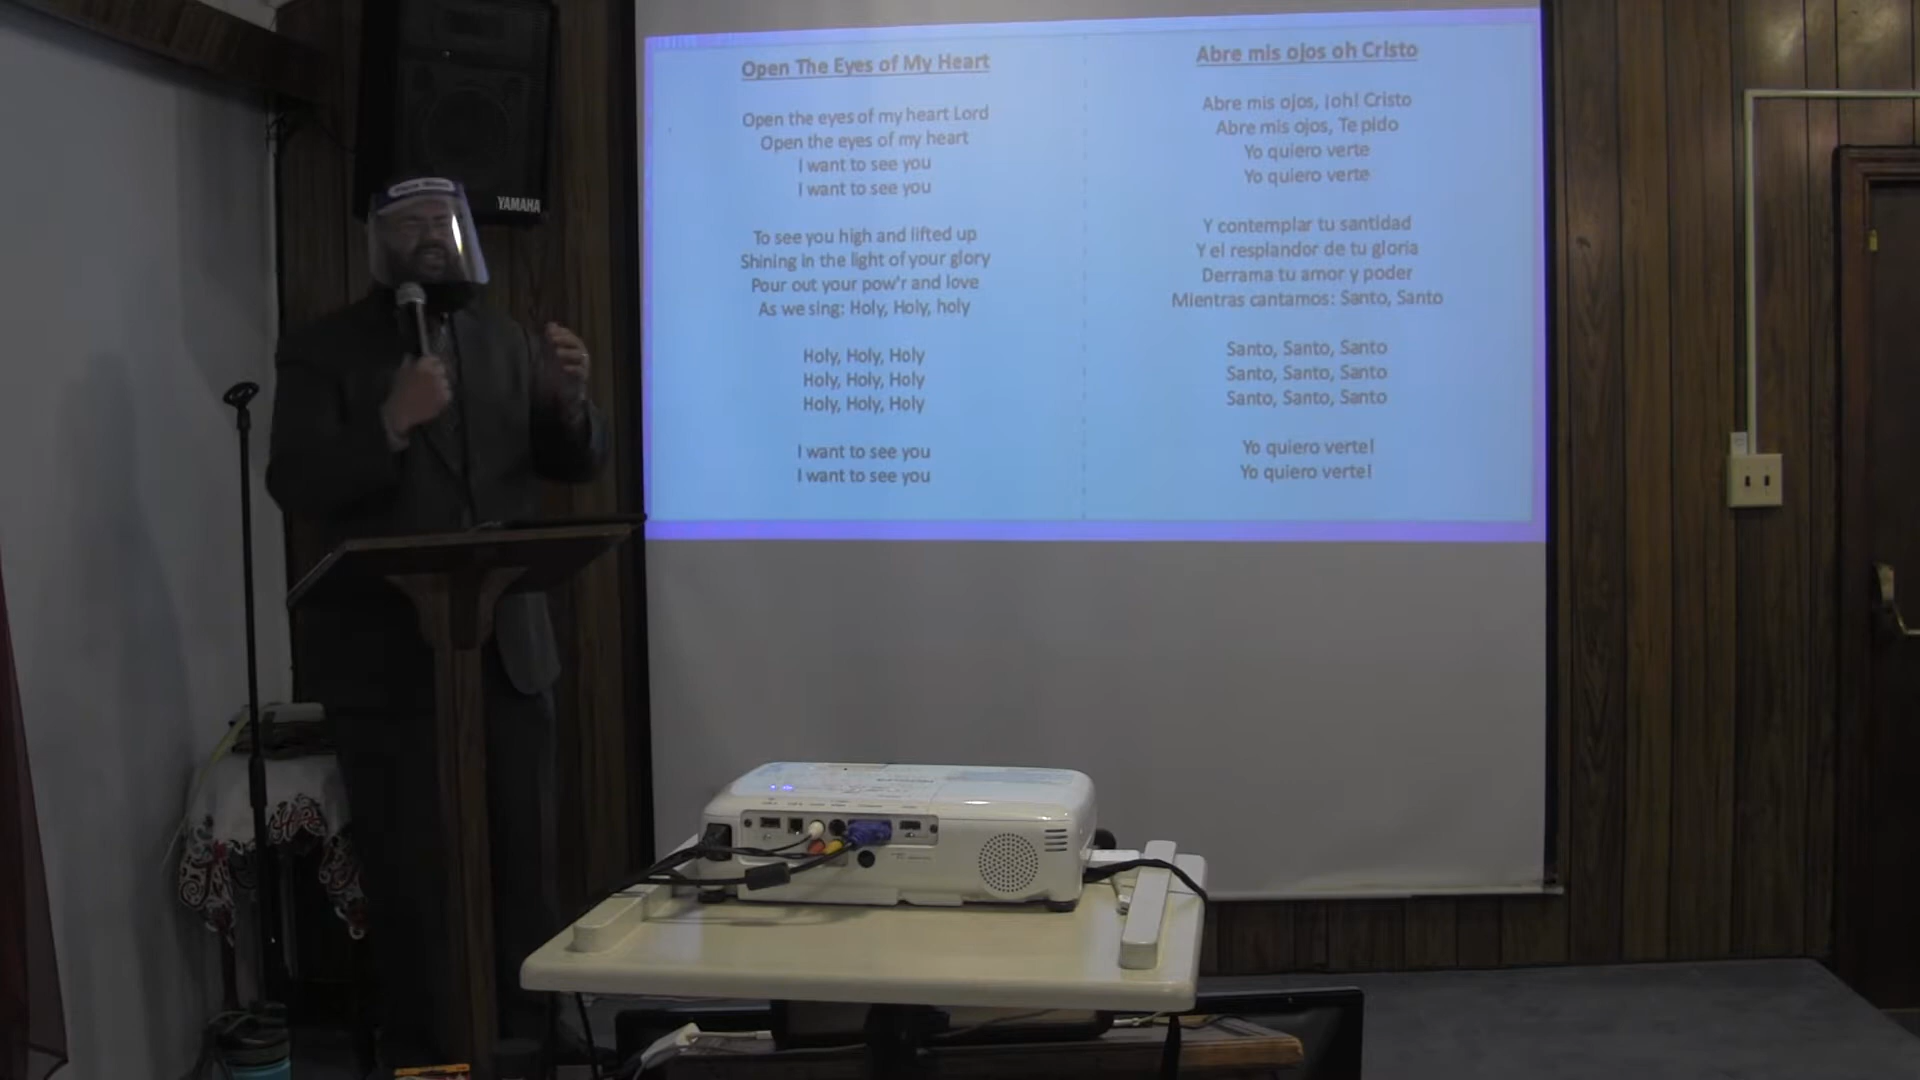 YAMAHA
Open The Eyes of My Heart
Open the eyes of my heart Lord
Open the eyes of my heart
I want to see you
I want to see you
To see you high and lifted up
Shining in the light of your glory
Pour out your pow'r and love
As we sing: Holy, Holy, holy
Holy, Holy, Holy
Holy, Holy, Holy
Holy, Holy, Holy
I want to see you
I want to see you
Abre mis ojos oh Cristo
Abre mis ojos, ¡oh! Cristo
Abre mis ojos, Te pido
Yo quiero verte
Yo quiero verte
Y contemplar tu santidad
Y el resplandor de tu gloria
Derrama tu amor y poder
Mientras cantamos: Santo, Santo
Santo, Santo, Santo
Santo, Santo, Santo
Santo, Santo, Santo
Yo quiero verte!
Yo quiero verte!